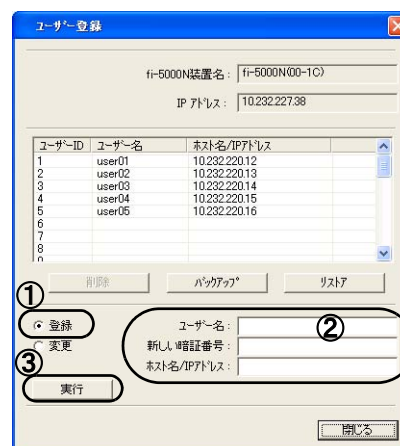 ユーザー登録
fi-5000N装置名： fi-5000N(00-1C)
IP アドレス： 10.232.227.38
ユーザーID ユーザー名 ホスト名/IPアドレス
1 user01 10.232.220.12
2 user02 10.232.220.13
3 user03 10.232.220.14
4 user04 10.232.220.15
5 user05 10.232.220.16
6
7
8
削除 バックアップ リストア
①
登録 ユーザー名： ②
変更 新しい暗証番号：
③ ホスト名/IPアドレス：
実行
閉じる